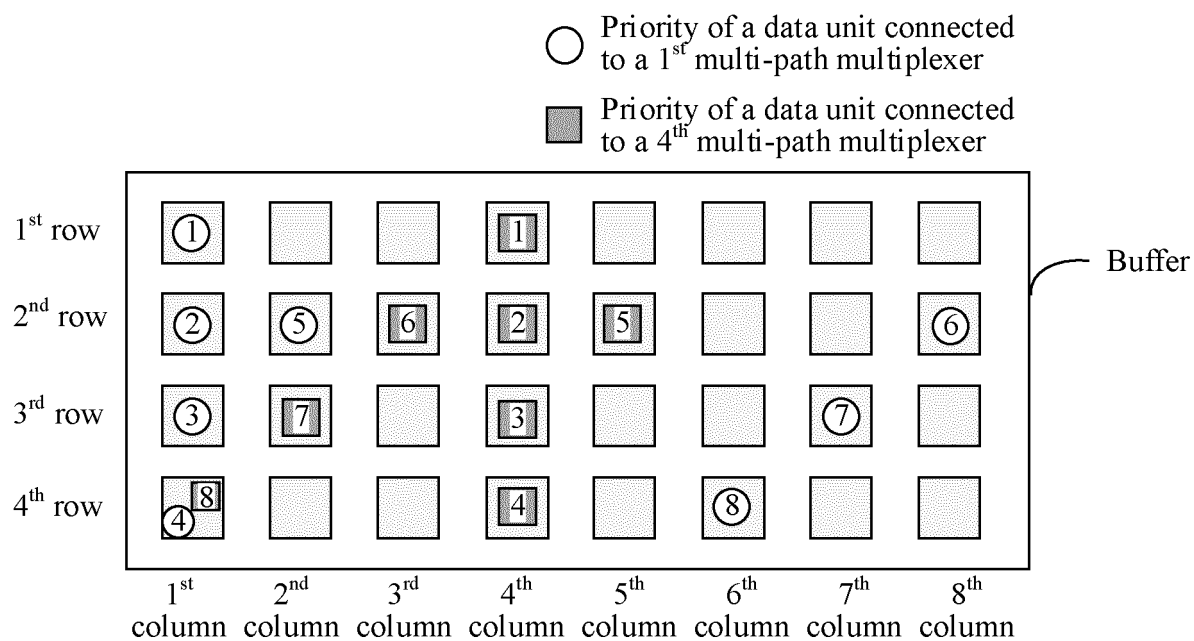 Priority of a data unit connected
to a 1st multi-path multiplexer
Priority of a data unit connected
to a 4th multi-path multiplexer
1st row
1
1
Buffer
2nd row
2
5
6
2
5
6
3rd row
3
7
3
7
4th row
4
8
4
8
1st
column
2nd
column
3rd
column
4th
column
5th
column
6th
column
7th
column
8th
column